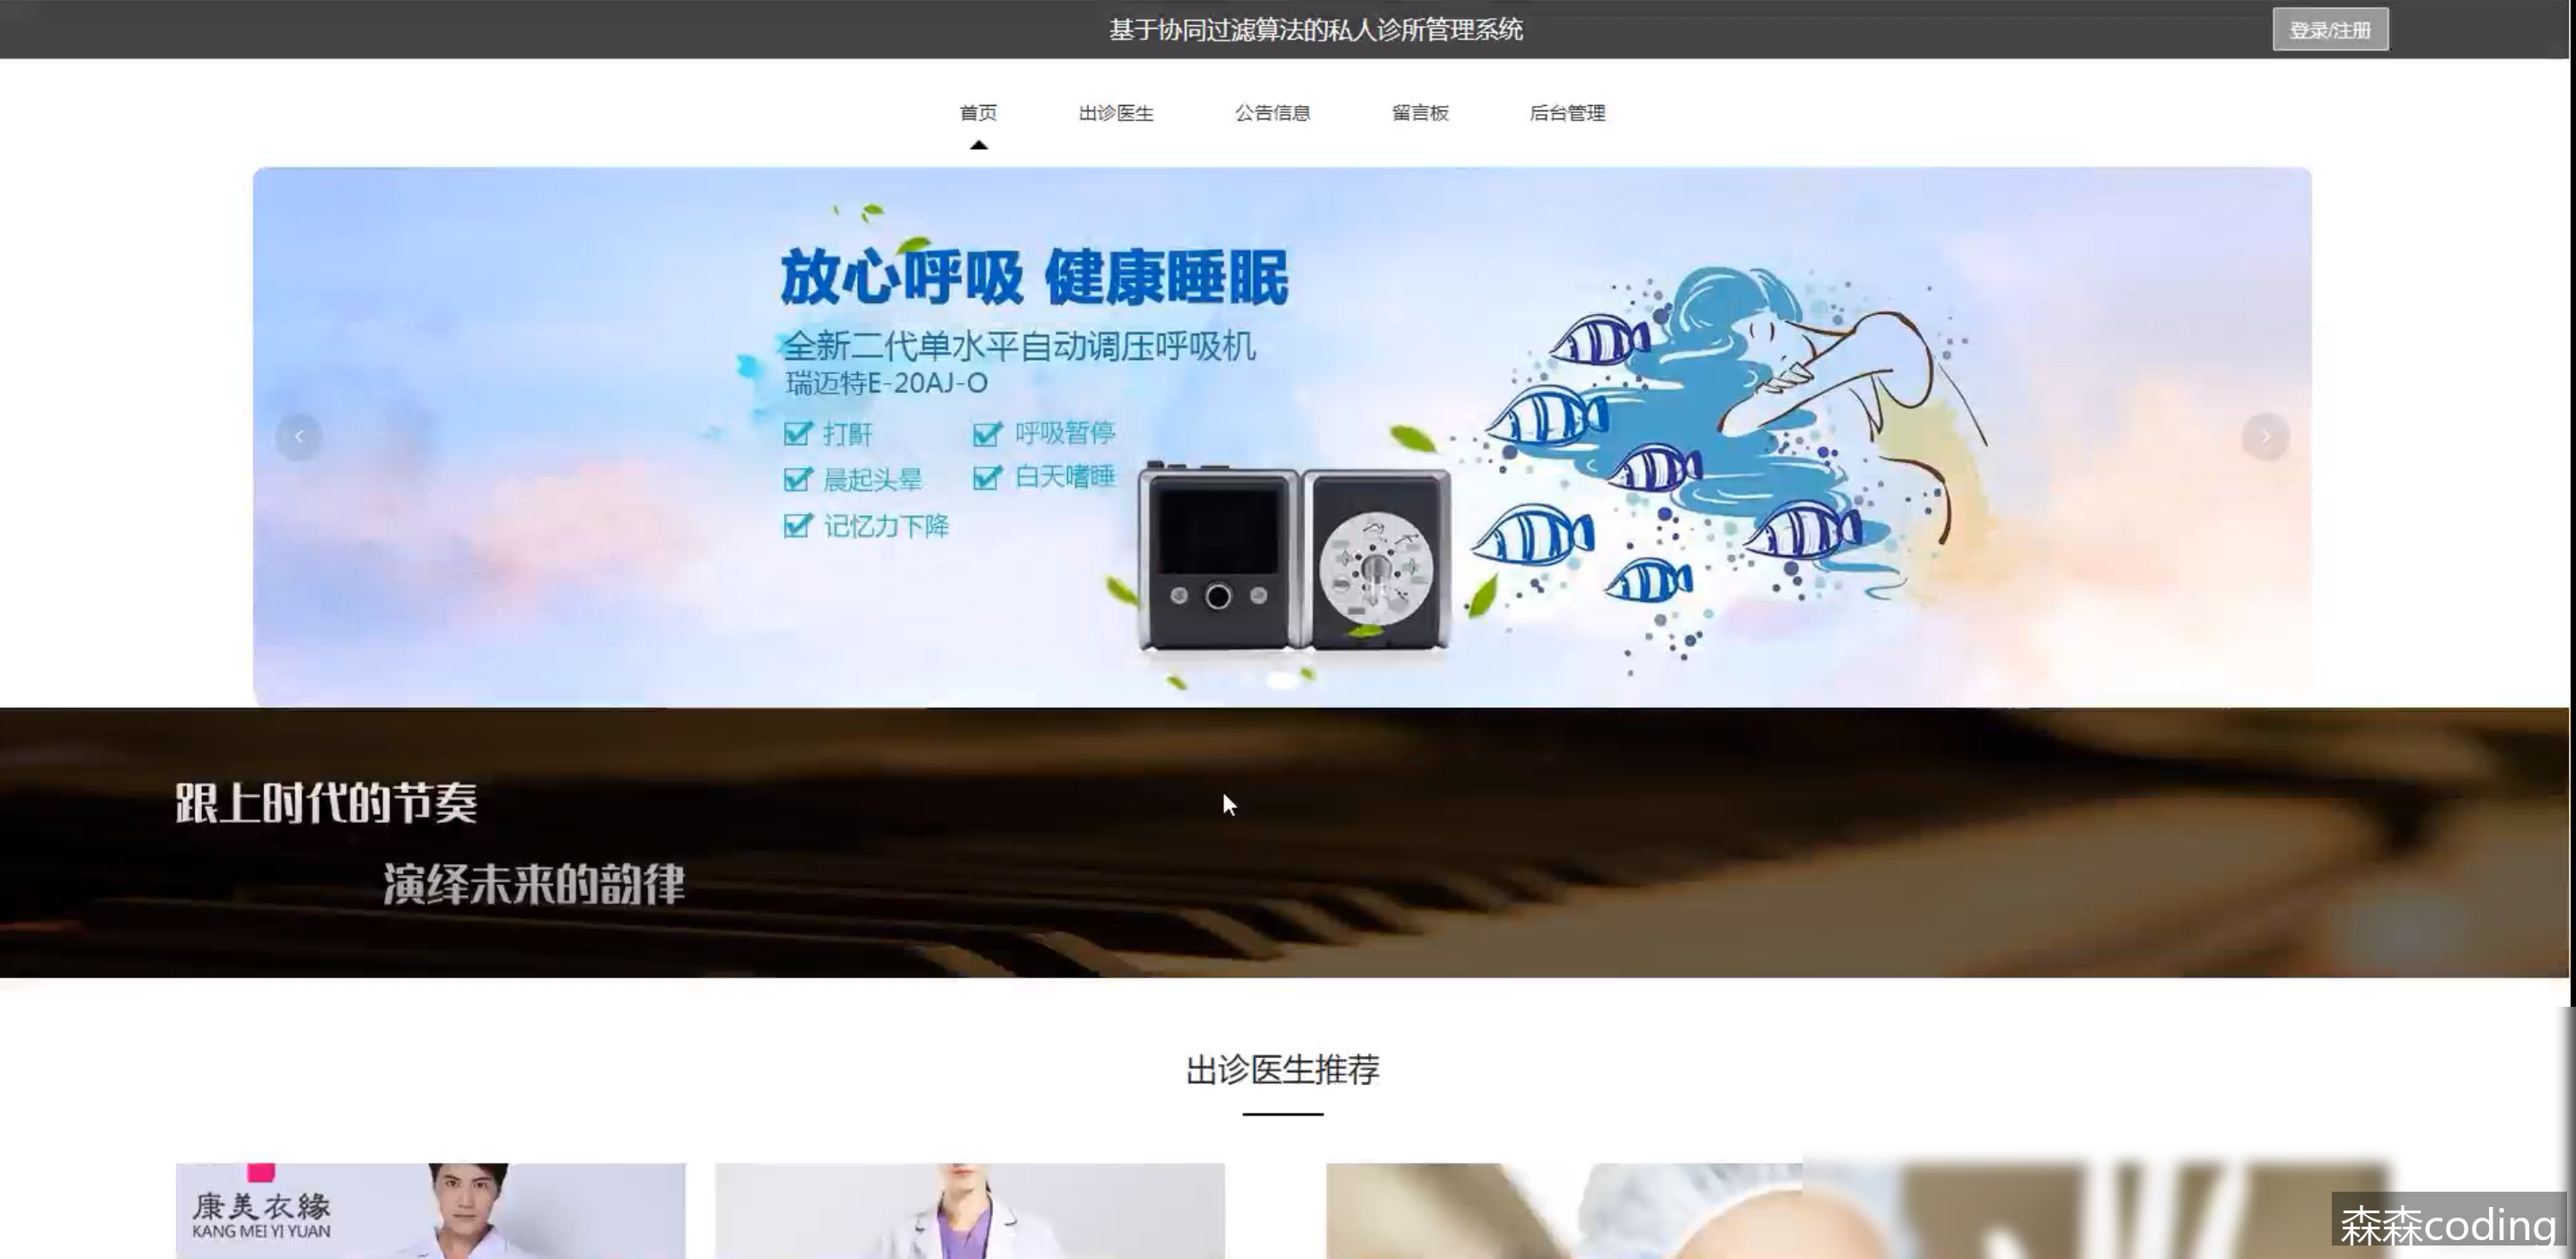 基于协同过滤算法的私人诊所管理系统
登录/注册
首页
出诊医生
公告信息
留言板
后台管理
放心呼吸 健康睡眠
全新二代单水平自动调压呼吸机
瑞迈特E-20AJ-O
打鼾
呼吸暂停
晨起头晕
白天嗜睡
记忆力下降
跟上时代的节奏
演绎未来的韵律
出诊医生推荐
康美衣緣
KANG MEI YI YUAN
森森coding